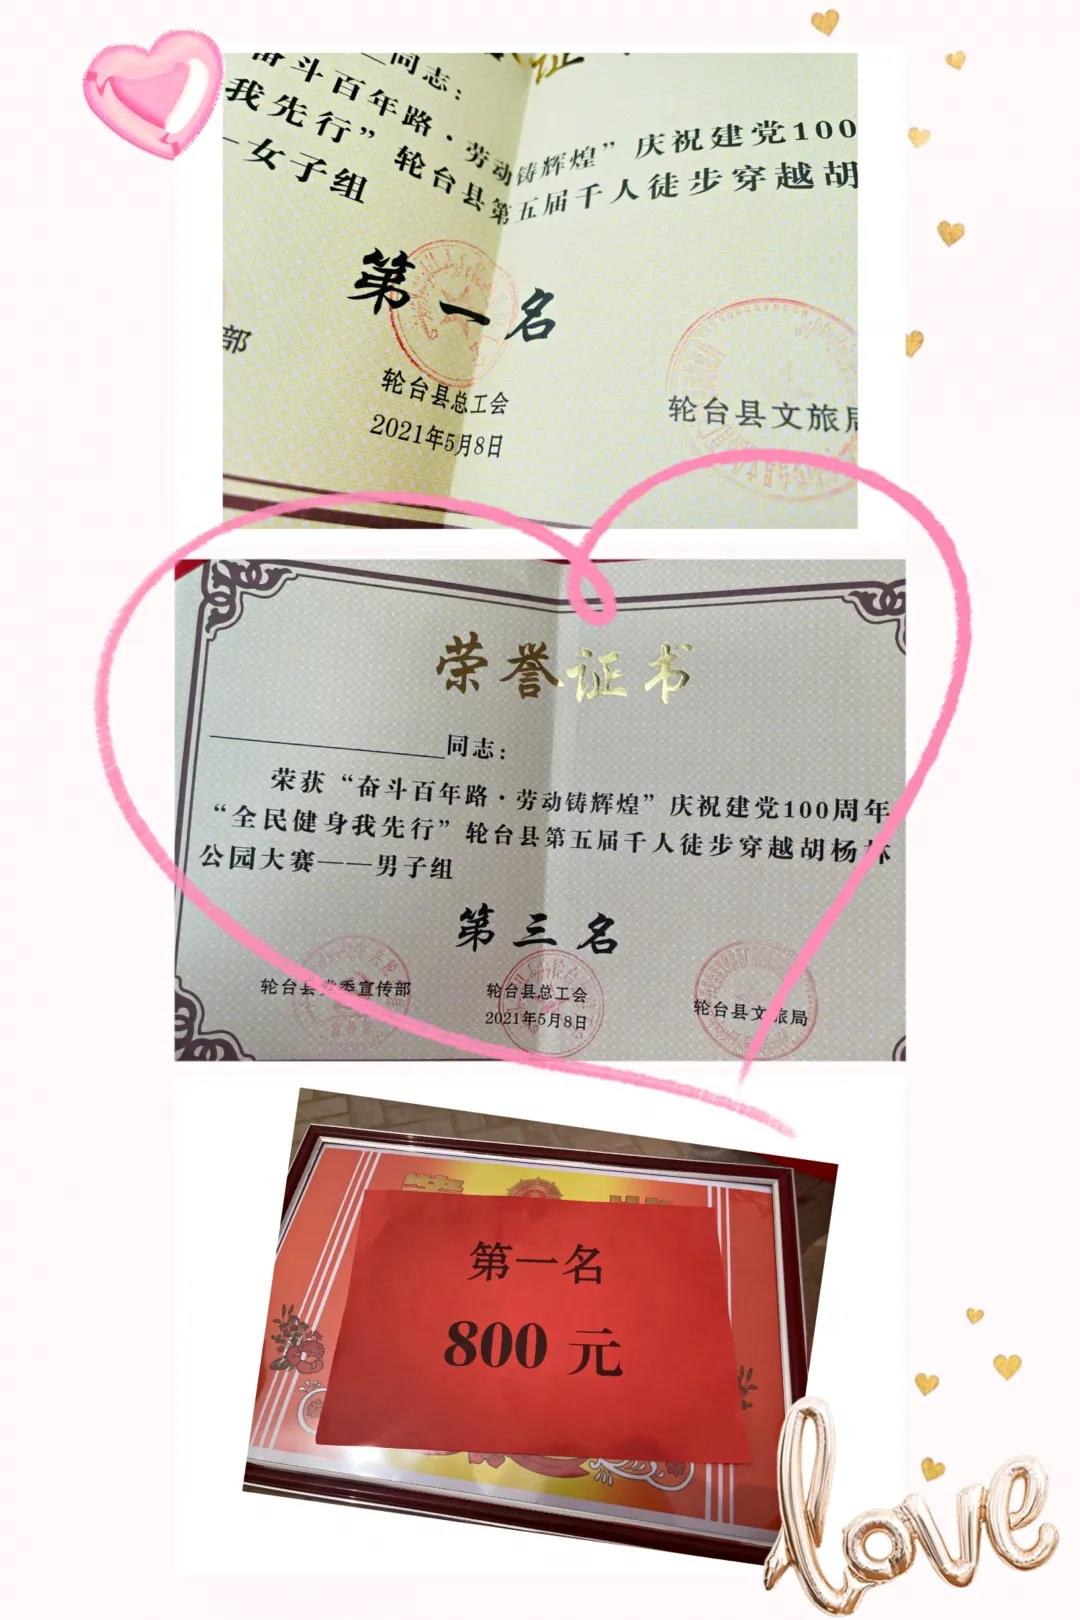 同志：
奋斗百年路·劳动铸辉煌”庆祝建党100
我先行”轮台县第五届千人徒步穿越胡
女子组
第一名
部
轮台县总工会
轮台县文旅局
2021年5月8日
荣誉证书
同志：
荣获“奋斗百年路·劳动铸辉煌”庆祝建党100周年
“全民健身我先行”轮台县第五届千人徒步穿越胡杨林
公园大赛——男子组
第三名
轮台县党委宣传部
轮台县总工会
轮台县文旅局
2021年5月8日
第一名
800元
love